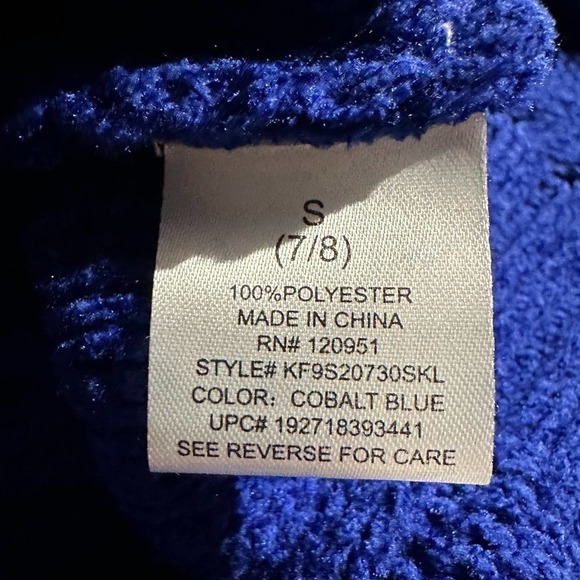 S
(7/8)
100%POLYESTER
MADE IN CHINA
RN# 120951
STYLE# KF9S20730SKL
COLOR: COBALT BLUE
UPC# 192718393441
SEE REVERSE FOR CARE